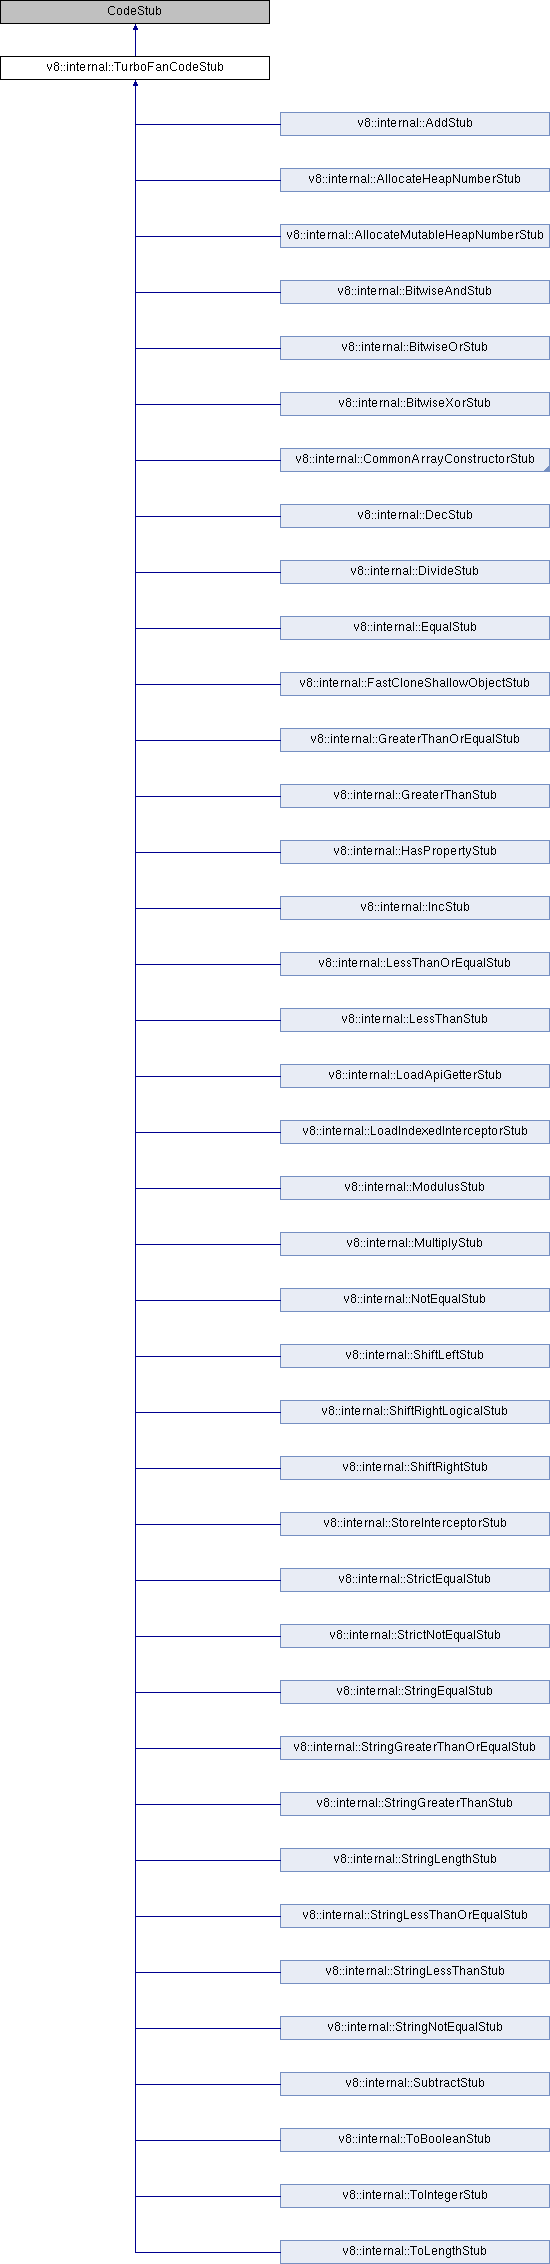 CodeStub
v8::internal::TurboFanCodeStub
v8::internal::AddStub
v8::internal::AllocateHeapNumberStub
v8::internal::AllocateMutableHeapNumberStub
v8::internal::BitwiseAndStub
v8::internal::BitwiseOrStub
v8::internal::BitwiseXorStub
v8::internal::CommonArrayConstructorStub
v8::internal::DecStub
v8::internal::DivideStub
v8::internal::EqualStub
v8::internal::FastCloneShallowObjectStub
v8::internal::GreaterThanOrEqualStub
v8::internal::GreaterThanStub
v8::internal::HasPropertyStub
v8::internal::IncStub
v8::internal::LessThanOrEqualStub
v8::internal::LessThanStub
v8::internal::LoadApiGetterStub
v8::internal::LoadIndexedInterceptorStub
v8::internal::ModulusStub
v8::internal::MultiplyStub
v8::internal::NotEqualStub
v8::internal::ShiftLeftStub
v8::internal::ShiftRightLogicalStub
v8::internal::ShiftRightStub
v8::internal::StoreInterceptorStub
v8::internal::StrictEqualStub
v8::internal::StrictNotEqualStub
v8::internal::StringEqualStub
v8::internal::StringGreaterThanOrEqualStub
v8::internal::StringGreaterThanStub
v8::internal::StringLengthStub
v8::internal::StringLessThanOrEqualStub
v8::internal::StringLessThanStub
v8::internal::StringNotEqualStub
v8::internal::SubtractStub
v8::internal::ToBooleanStub
v8::internal::ToIntegerStub
v8::internal::ToLengthStub